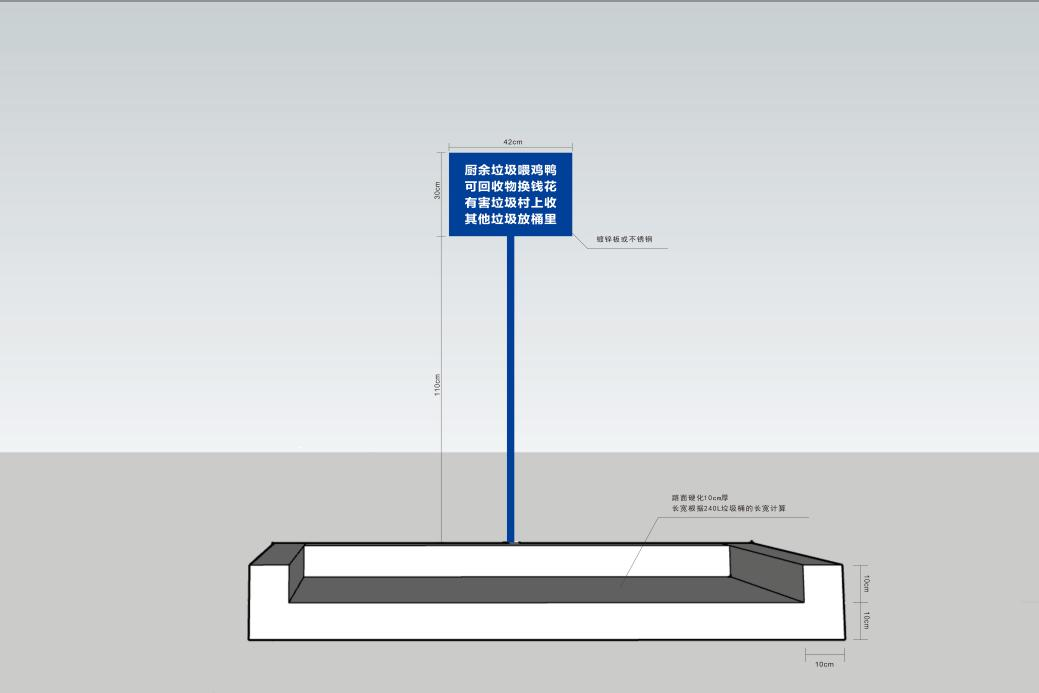 42cm
30cm
厨余垃圾喂鸡鸭
可回收物换钱花
有害垃圾村上收
其他垃圾放桶里
镀锌板或不锈钢
110cm
路面硬化10cm厚
长宽根据240L垃圾桶的长宽计算
10cm
10cm
10cm